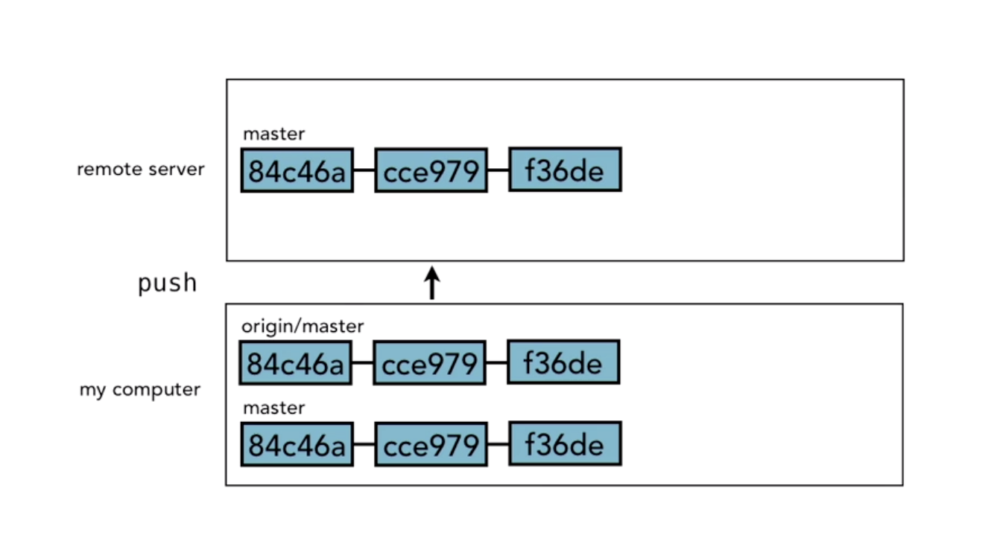 master
remote server
84c46a
cce979
f36de
push
origin/master
84c46a
cce979
f36de
my computer
master
84c46a
cce979
f36de